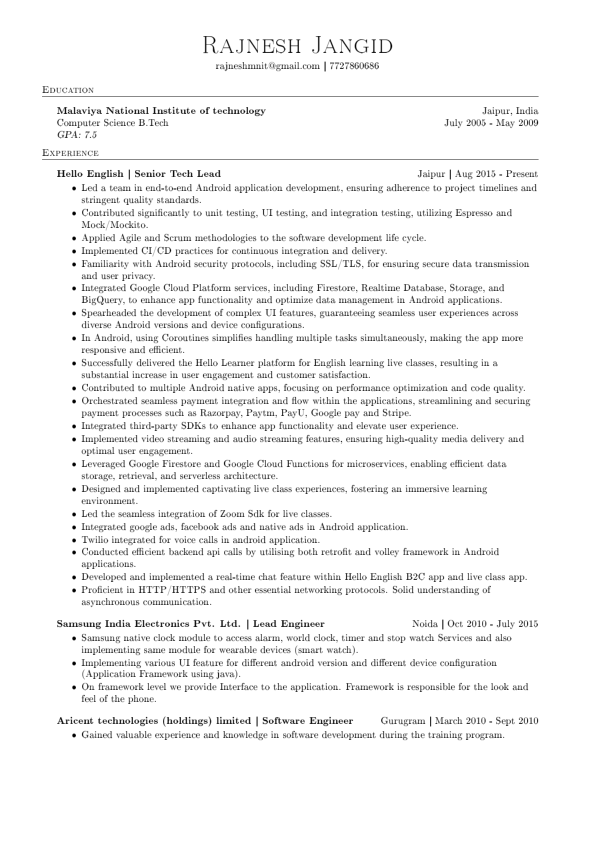 Rajnesh Jangid
rajneshmnit@gmail.com | 7727860686
Education
Malaviya National Institute of technology Jaipur, India
Computer Science B.Tech July 2005 - May 2009
GPA: 7.5
Experience
Hello English | Senior Tech Lead Jaipur | Aug 2015 - Present
• Led a team in end-to-end Android application development, ensuring adherence to project timelines and
stringent quality standards.
• Contributed significantly to unit testing, UI testing, and integration testing, utilizing Espresso and
Mock/Mockito.
• Applied Agile and Scrum methodologies to the software development life cycle.
• Implemented CI/CD practices for continuous integration and delivery.
• Familiarity with Android security protocols, including SSL/TLS, for ensuring secure data transmission
and user privacy.
• Integrated Google Cloud Platform services, including Firestore, Realtime Database, Storage, and
BigQuery, to enhance app functionality and optimize data management in Android applications.
• Spearheaded the development of complex UI features, guaranteeing seamless user experiences across
diverse Android versions and device configurations.
• In Android, using Coroutines simplifies handling multiple tasks simultaneously, making the app more
responsive and efficient.
• Successfully delivered the Hello Learner platform for English learning live classes, resulting in a
substantial increase in user engagement and customer satisfaction.
• Contributed to multiple Android native apps, focusing on performance optimization and code quality.
• Orchestrated seamless payment integration and flow within the applications, streamlining and securing
payment processes such as Razorpay, Paytm, PayU, Google pay and Stripe.
• Integrated third-party SDKs to enhance app functionality and elevate user experience.
• Implemented video streaming and audio streaming features, ensuring high-quality media delivery and
optimal user engagement.
• Leveraged Google Firestore and Google Cloud Functions for microservices, enabling efficient data
storage, retrieval, and serverless architecture.
• Designed and implemented captivating live class experiences, fostering an immersive learning
environment.
• Led the seamless integration of Zoom Sdk for live classes.
• Integrated google ads, facebook ads and native ads in Android application.
• Twilio integrated for voice calls in android application.
• Conducted efficient backend api calls by utilising both retrofit and volley framework in Android
applications.
• Developed and implemented a real-time chat feature within Hello English B2C app and live class app.
• Proficient in HTTP/HTTPS and other essential networking protocols. Solid understanding of
asynchronous communication.
Samsung India Electronics Pvt. Ltd. | Lead Engineer Noida | Oct 2010 - July 2015
• Samsung native clock module to access alarm, world clock, timer and stop watch Services and also
implementing same module for wearable devices (smart watch).
• Implementing various UI feature for different android version and different device configuration
(Application Framework using java).
• On framework level we provide Interface to the application. Framework is responsible for the look and
feel of the phone.
Aricent technologies (holdings) limited | Software Engineer Gurugram | March 2010 - Sept 2010
• Gained valuable experience and knowledge in software development during the training program.